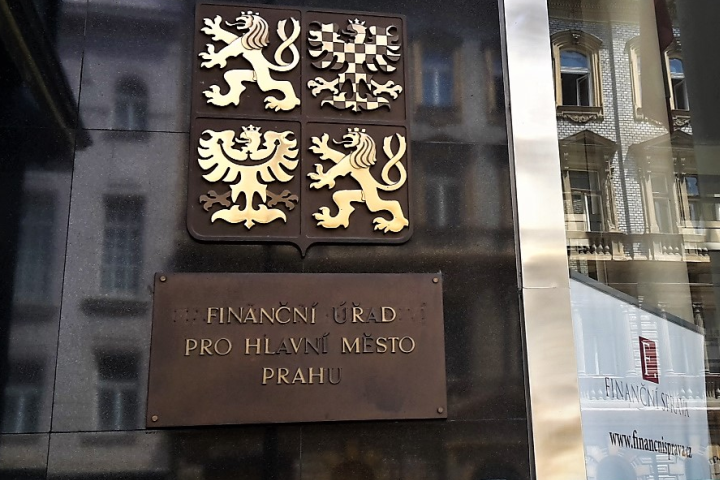 FINANČNÍ ÚŘAD
PRO HLAVNÍ MĚSTO
PRAHU
FINANČNÍ SPRÁVA
www.financnisprava.cz